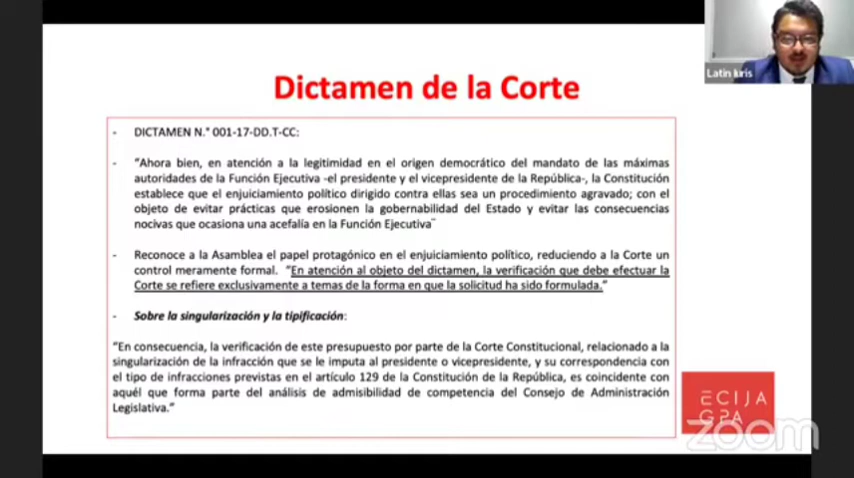 Latin Iuris
Dictamen de la Corte
- DICTAMEN N.° 001-17-DD.T-CC:
- “Ahora bien, en atención a la legitimidad en el origen democrático del mandato de las máximas
autoridades de la Función Ejecutiva -el presidente y el vicepresidente de la República-, la Constitución
establece que el enjuiciamiento político dirigido contra ellas sea un procedimiento agravado; con el
objeto de evitar prácticas que erosionen la gobernabilidad del Estado y evitar las consecuencias
nocivas que ocasiona una acefalía en la Función Ejecutiva¨
- Reconoce a la Asamblea el papel protagónico en el enjuiciamiento político, reduciendo a la Corte un
control meramente formal. “En atención al objeto del dictamen, la verificación que debe efectuar la
Corte se refiere exclusivamente a temas de la forma en que la solicitud ha sido formulada.”
- Sobre la singularización y la tipificación:
“En consecuencia, la verificación de este presupuesto por parte de la Corte Constitucional, relacionado a la
singularización de la infracción que se le imputa al presidente o vicepresidente, y su correspondencia con
el tipo de infracciones previstas en el artículo 129 de la Constitución de la República, es coincidente con
aquél que forma parte del análisis de admisibilidad de competencia del Consejo de Administración
Legislativa.”
ECIJA
GPA
zoom